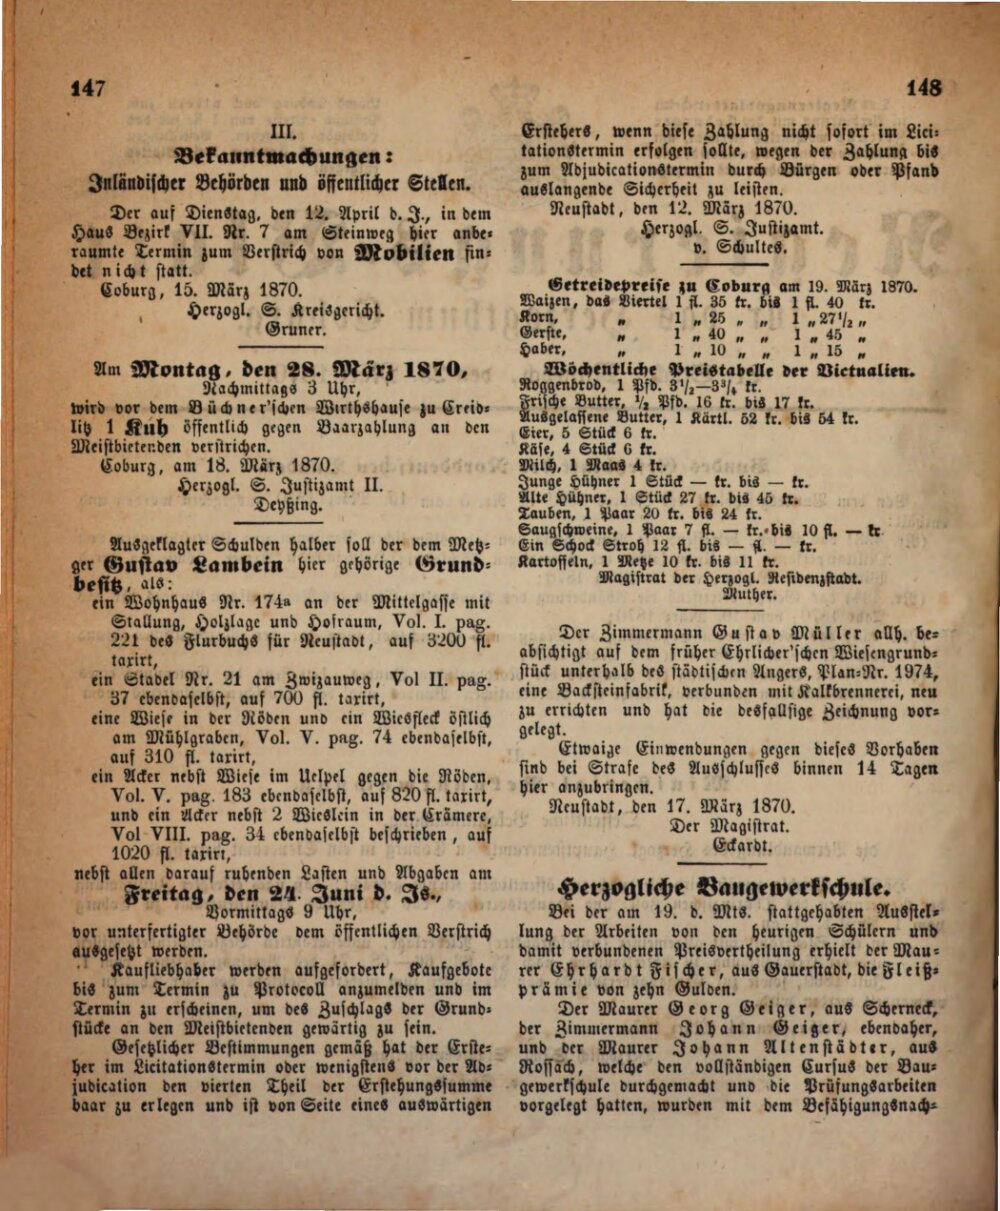 147
III.
Bekanntmachungen:
Inländischer Behörden und öffentlicher Stellen.
Der auf Dienstag, den 12. April d. J., in dem
Haus Bezirk VII. Nr. 7 am Steinweg hier anbe-
raumte Termin zum Verstrich von Mobilien fin-
det nicht statt.
Coburg, 15. März 1870.
Herzogl. S. Kreisgericht.
Gruner.
Am Montag, den 28. März 1870,
Nachmittags 3 Uhr,
wird vor dem Büchner'schen Wirthshause zu Creid-
litz 1 Kuh öffentlich gegen Baarzahlung an den
Meistbietenden verstrichen.
Coburg, am 18. März 1870.
Herzogl. S. Justizamt II.
Deyßing.
Ausgeklagter Schulden halber soll der dem Metz-
ger Gustav Lambein hier gehörige Grund-
besitz, als:
ein Wohnhaus Nr. 174a an der Mittelgasse mit
Stallung, Holzlage und Hofraum, Vol. I. pag.
221 des Flurbuchs für Neustadt, auf 3200 fl.
taxirt,
ein Stadel Nr. 21 am Zwizauweg, Vol II. pag.
37 ebendaselbst, auf 700 fl. taxirt,
eine Wiese in der Röden und ein Wiesfleck östlich
am Mühlgraben, Vol. V. pag. 74 ebendaselbst,
auf 310 fl. taxirt,
ein Acker nebst Wiese im Uelpel gegen die Röden,
Vol. V. pag. 183 ebendaselbst, auf 820 fl. taxirt,
und ein Acker nebst 2 Wieslein in der Crämere,
Vol VIII. pag. 34 ebendaselbst beschrieben, auf
1020 fl. taxirt,
nebst allen darauf ruhenden Lasten und Abgaben am
Freitag, den 24. Juni d. Js.,
Vormittags 9 Uhr,
vor unterfertigter Behörde dem öffentlichen Verstrich
ausgesetzt werden.
Kaufliebhaber werden aufgefordert, Kaufgebote
bis zum Termin zu Protocoll anzumelden und im
Termin zu erscheinen, um des Zuschlags der Grund-
stücke an den Meistbietenden gewärtig zu sein.
Gesetzlicher Bestimmungen gemäß hat der Erste-
her im Licitationstermin oder wenigstens vor der Ad-
judication den vierten Theil der Erstehungssumme
baar zu erlegen und ist von Seite eines auswärtigen
148
Erstehers, wenn diese Zahlung nicht sofort im Lici-
tationstermin erfolgen sollte, wegen der Zahlung bis
zum Adjudicationstermin durch Bürgen oder Pfand
auslangende Sicherheit zu leisten.
Neustadt, den 12. März 1870.
Herzogl. S. Justizamt.
v. Schultes.
Getreidepreise zu Coburg am 19. März 1870.
Waizen, das Viertel 1 fl. 35 kr. bis 1 fl. 40 kr.
Korn, „ 1 „ 25 „ „ 1 „ 27½ „
Gerste, „ 1 „ 40 „ „ 1 „ 45 „
Haber, „ 1 „ 10 „ „ 1 „ 15 „
Wöchentliche Preistabelle der Victualien.
Roggenbrod, 1 Pfd. 3½—3¾ kr.
Frische Butter, ½ Pfd. 16 kr. bis 17 kr.
Ausgelassene Butter, 1 Kärtl. 52 kr. bis 54 kr.
Eier, 5 Stück 6 kr.
Käse, 4 Stück 6 kr.
Milch, 1 Maas 4 kr.
Junge Hühner 1 Stück — kr. bis — kr.
Alte Hühner, 1 Stück 27 kr. bis 45 kr.
Tauben, 1 Paar 20 kr. bis 24 kr.
Saugschweine, 1 Paar 7 fl. — kr. bis 10 fl. — kr
Ein Schock Stroh 12 fl. bis — fl. — kr.
Kartoffeln, 1 Metze 10 kr. bis 11 kr.
Magistrat der Herzogl. Residenzstadt.
Muther.
Der Zimmermann Gustav Müller allh. be-
absichtigt auf dem früher Ehrlicher'schen Wiesengrund-
stück unterhalb des städtischen Angers, Plan-Nr. 1974,
eine Backsteinfabrik, verbunden mit Kalkbrennerei, neu
zu errichten und hat die desfallsige Zeichnung vor-
gelegt.
Etwaige Einwendungen gegen dieses Vorhaben
sind bei Strafe des Ausschlusses binnen 14 Tagen
hier anzubringen.
Neustadt, den 17. März 1870.
Der Magistrat.
Eckardt.
Herzogliche Baugewerkschule.
Bei der am 19. d. Mts. stattgehabten Ausstel-
lung der Arbeiten von den heurigen Schülern und
damit verbundenen Preisvertheilung erhielt der Mau-
rer Ehrhardt Fischer, aus Gauerstadt, die Fleiß-
prämie von zehn Gulden.
Der Maurer Georg Geiger, aus Scherneck,
der Zimmermann Johann Geiger, ebendaher,
und der Maurer Johann Altenstädter, aus
Rossach, welche den vollständigen Cursus der Bau-
gewerkschule durchgemacht und die Prüfungsarbeiten
vorgelegt hatten, wurden mit dem Befähigungsnach-